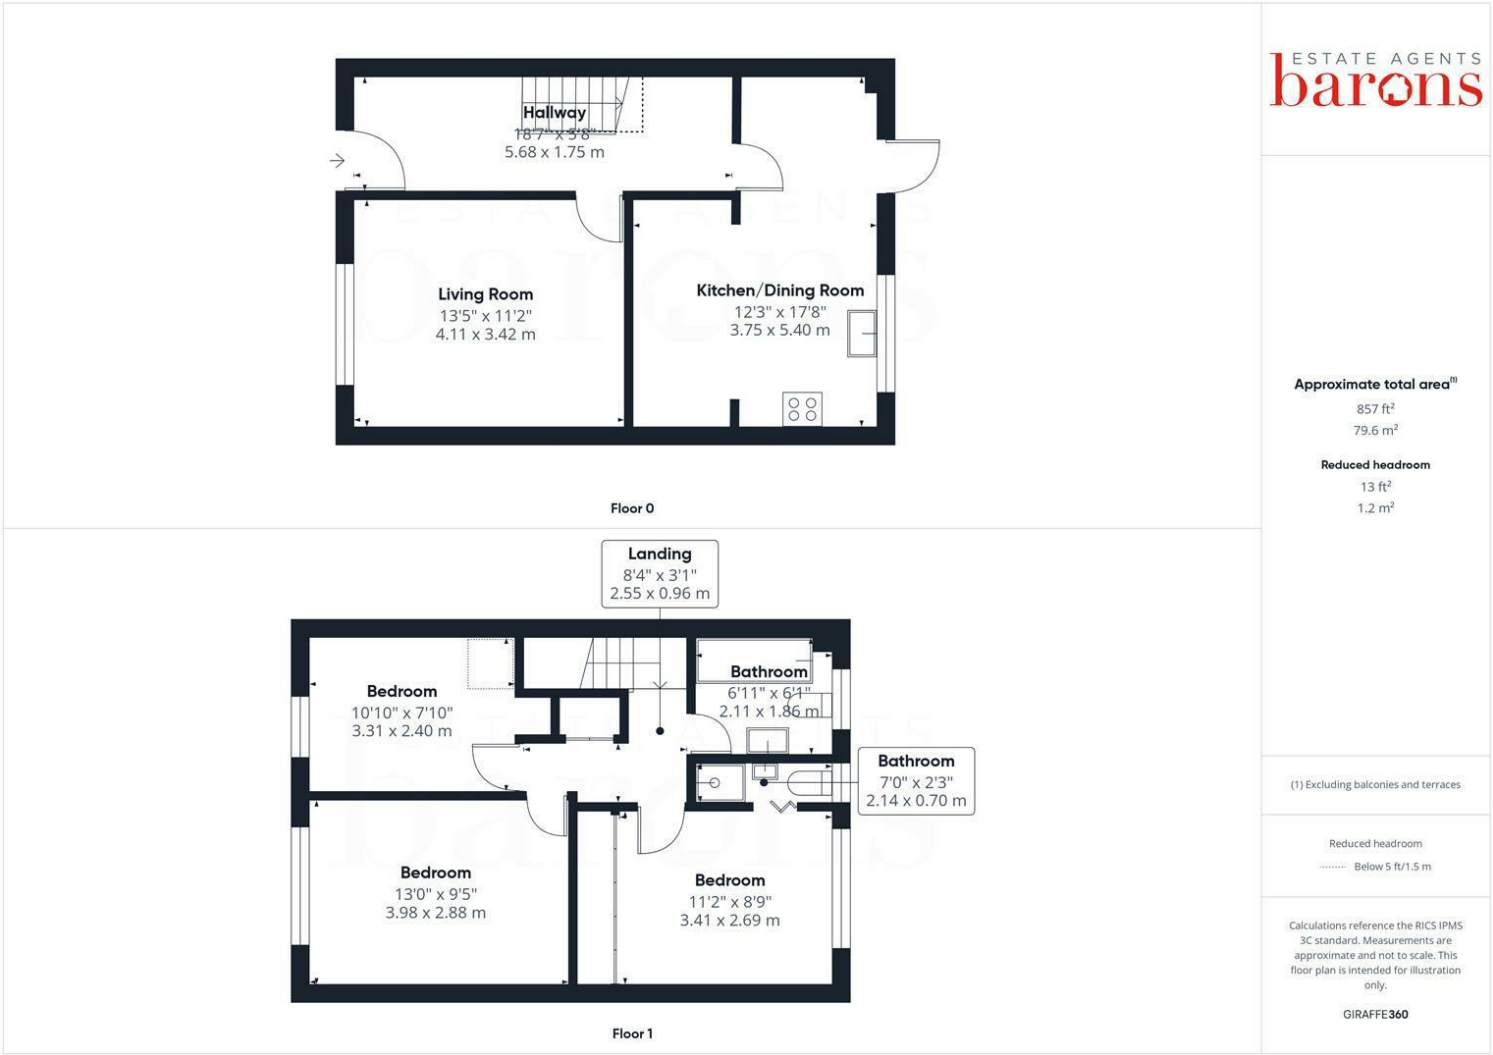 Hallway
18'7" x 5'8"
5.68 x 1.75 m
Living Room
13'5" x 11'2"
4.11 x 3.42 m
Kitchen/Dining Room
12'3" x 17'8"
3.75 x 5.40 m
Floor 0
Landing
8'4" x 3'1"
2.55 x 0.96 m
Bedroom
10'10" x 7'10"
3.31 x 2.40 m
Bathroom
6'11" x 6'1"
2.11 x 1.86 m
Bathroom
7'0" x 2'3"
2.14 x 0.70 m
Bedroom
13'0" x 9'5"
3.98 x 2.88 m
Bedroom
11'2" x 8'9"
3.41 x 2.69 m
Floor 1
ESTATE AGENTS
barons
ESTATE AGENTS
barons
ESTATE AGENTS
barons
Approximate total area(1)
857 ft²
79.6 m²
Reduced headroom
13 ft²
1.2 m²
(1) Excluding balconies and terraces
Reduced headroom
Below 5 ft/1.5 m
Calculations reference the RICS IPMS
3C standard. Measurements are
approximate and not to scale. This
floor plan is intended for illustration
only.
GIRAFFE360